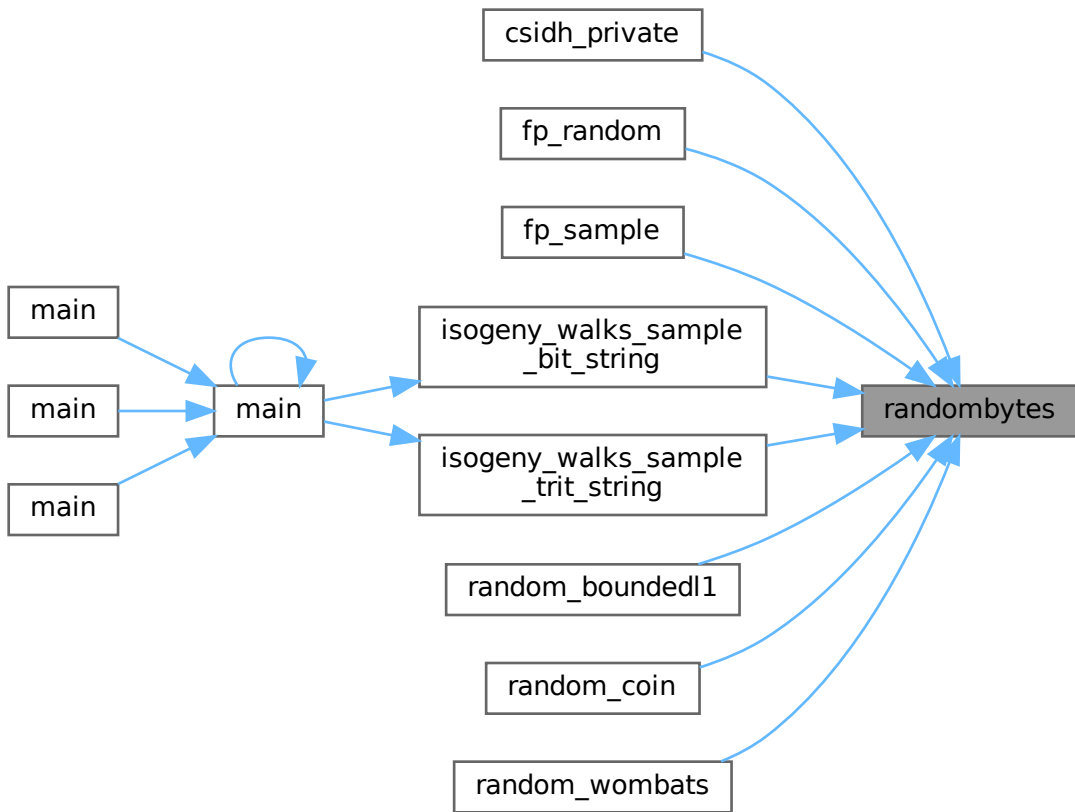 csidh_private
fp_random
fp_sample
main
isogeny_walks_sample
_bit_string
main
main
randombytes
isogeny_walks_sample
_trit_string
main
random_boundedl1
random_coin
random_wombats